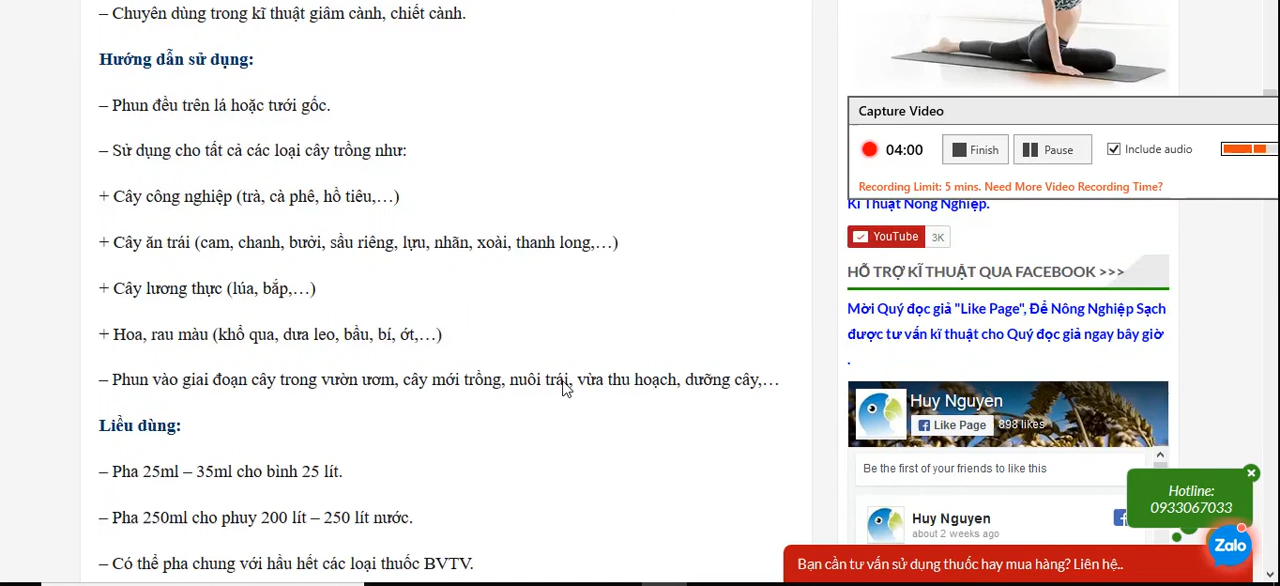 – Chuyên dùng trong kĩ thuật giâm cành, chiết cành.
Hướng dẫn sử dụng:
– Phun đều trên lá hoặc tưới gốc.
– Sử dụng cho tất cả các loại cây trồng như:
+ Cây công nghiệp (trà, cà phê, hồ tiêu,…)
+ Cây ăn trái (cam, chanh, bưởi, sầu riêng, lựu, nhãn, xoài, thanh long,…)
+ Cây lương thực (lúa, bắp,…)
+ Hoa, rau màu (khổ qua, dưa leo, bầu, bí, ớt,…)
– Phun vào giai đoạn cây trong vườn ươm, cây mới trồng, nuôi trái, vừa thu hoạch, dưỡng cây,…
Liều dùng:
– Pha 25ml – 35ml cho bình 25 lít.
– Pha 250ml cho phuy 200 lít – 250 lít nước.
– Có thể pha chung với hầu hết các loại thuốc BVTV.
Capture Video
04:00 Finish Pause Include audio
Recording Limit: 5 mins. Need More Video Recording Time?
Kĩ Thuật Nông Nghiệp.
YouTube 3K
HỖ TRỢ KĨ THUẬT QUA FACEBOOK >>>
Mời Quý đọc giả "Like Page", Để Nông Nghiệp Sạch
được tư vấn kĩ thuật cho Quý đọc giả ngay bây giờ
.
Huy Nguyen
Like Page 898 likes
Be the first of your friends to like this
Huy Nguyen
about 2 weeks ago
Hotline:
0933067033
Zalo
Bạn cần tư vấn sử dụng thuốc hay mua hàng? Liên hệ..